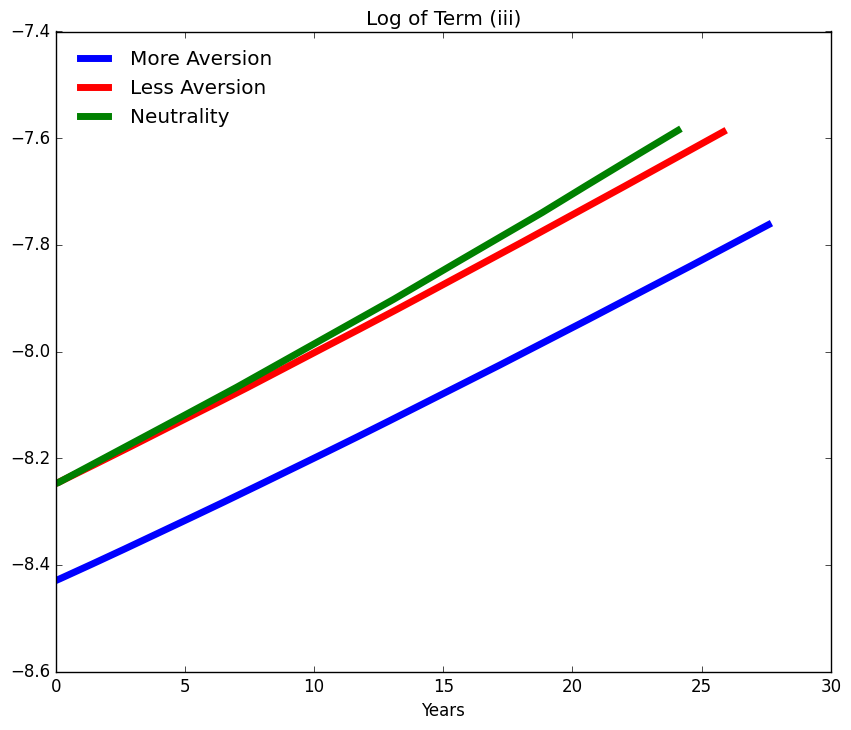 Log of Term (iii)
−7.4
More Aversion
Less Aversion
Neutrality
−7.6
−7.8
−8.0
−8.2
−8.4
−8.6
0 5 10 15 20 25 30
Years